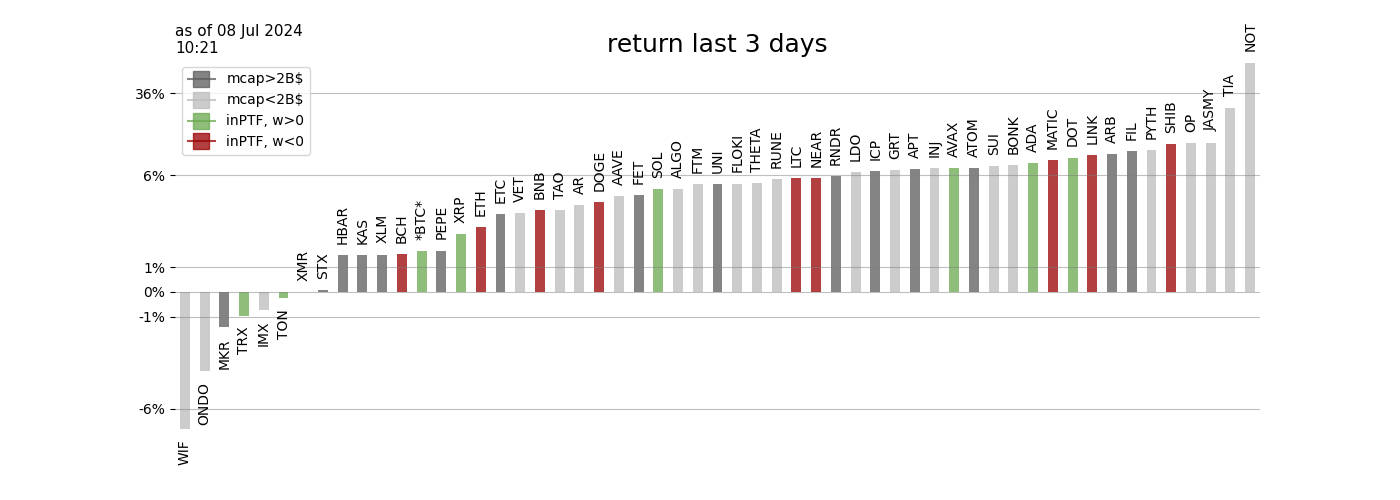 as of 08 Jul 2024
10:21
return last 3 days
mcap>2B$
mcap<2B$
inPTF, w>0
inPTF, w<0
36%
6%
1%
0%
-1%
-6%
WIF
ONDO
MKR
TRX
IMX
TON
XMR
STX
HBAR
KAS
XLM
BCH
*BTC*
PEPE
XRP
ETH
ETC
VET
BNB
TAO
AR
DOGE
AAVE
FET
SOL
ALGO
FTM
UNI
FLOKI
THETA
RUNE
LTC
NEAR
RNDR
LDO
ICP
GRT
APT
INJ
AVAX
ATOM
SUI
BONK
ADA
MATIC
DOT
LINK
ARB
FIL
PYTH
SHIB
OP
JASMY
TIA
NOT